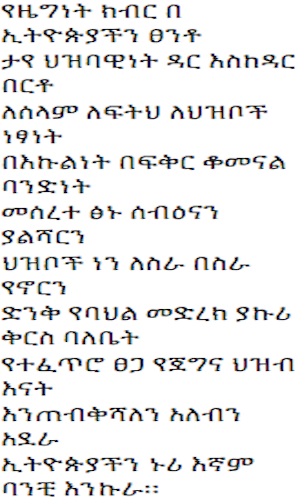 የዜግነት ክብር በ
ኢትዮጵያችን ፀንቶ
ታየ ህዝባዊነት ዳር እስከዳር
በርቶ
ለሰላም ለፍትህ ለህዝቦች
ነፃነት
በእኩልነት በፍቅር ቆመናል
ባንድነት
መሰረተ ፅኑ ሰብዕናን
ያልሻርን
ህዝቦች ነን ለስራ በስራ
የኖርን
ድንቅ የባህል መድረክ ያኩሪ
ቅርስ ባለቤት
የተፈጥሮ ፀጋ የጀግና ህዝብ
እናት
እንጠብቅሻለን አለብን
አዲራ
ኢትዮጵያችን ኑሪ እኛም
ባንቺ እንኩራ።